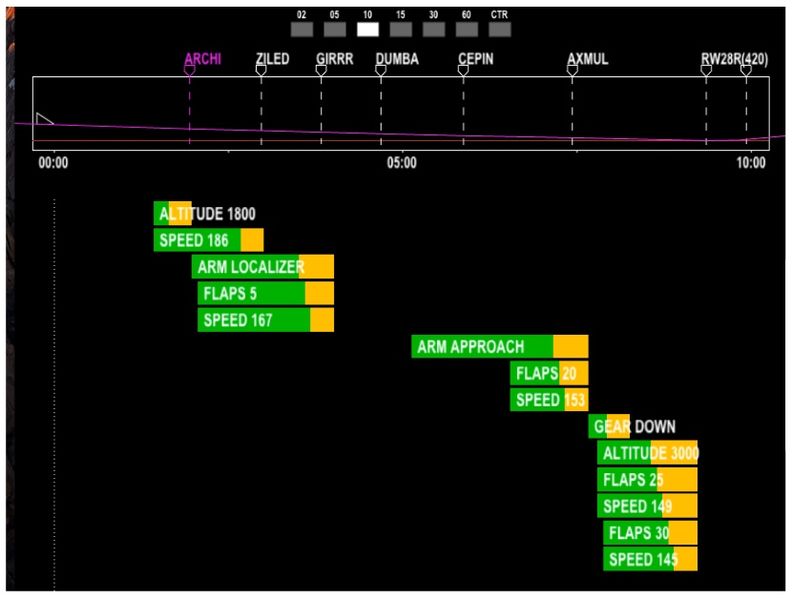 02 05 10 15 30 60 CTR
ARCHI ZILED GIRRR DUMBA CEPIN AXMUL RW28R(420)
00:00 05:00 10:00
ALTITUDE 1800
SPEED 186
ARM LOCALIZER
FLAPS 5
SPEED 167
ARM APPROACH
FLAPS 20
SPEED 153
GEAR DOWN
ALTITUDE 3000
FLAPS 25
SPEED 149
FLAPS 30
SPEED 145